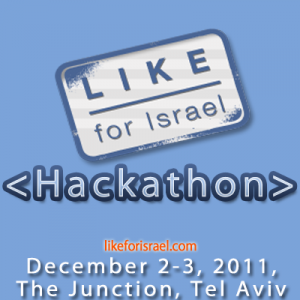 LIKE
for Israel
<Hackathon>
likeforisrael.com
December 2-3, 2011,
The Junction, Tel Aviv